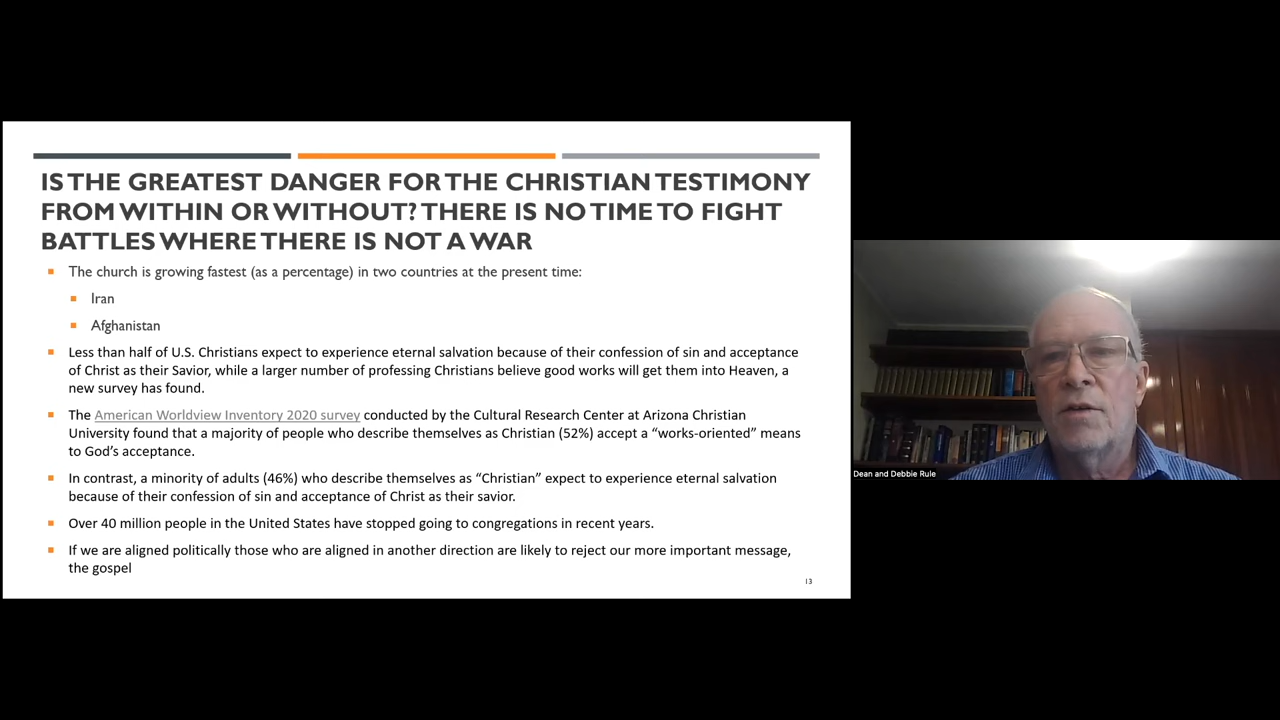 IS THE GREATEST DANGER FOR THE CHRISTIAN TESTIMONY
FROM WITHIN OR WITHOUT? THERE IS NO TIME TO FIGHT
BATTLES WHERE THERE IS NOT A WAR
The church is growing fastest (as a percentage) in two countries at the present time:
Iran
Afghanistan
Less than half of U.S. Christians expect to experience eternal salvation because of their confession of sin and acceptance
of Christ as their Savior, while a larger number of professing Christians believe good works will get them into Heaven, a
new survey has found.
The American Worldview Inventory 2020 survey conducted by the Cultural Research Center at Arizona Christian
University found that a majority of people who describe themselves as Christian (52%) accept a “works-oriented” means
to God’s acceptance.
In contrast, a minority of adults (46%) who describe themselves as “Christian” expect to experience eternal salvation
because of their confession of sin and acceptance of Christ as their savior.
Over 40 million people in the United States have stopped going to congregations in recent years.
If we are aligned politically those who are aligned in another direction are likely to reject our more important message,
the gospel
13
Dean and Debbie Rule